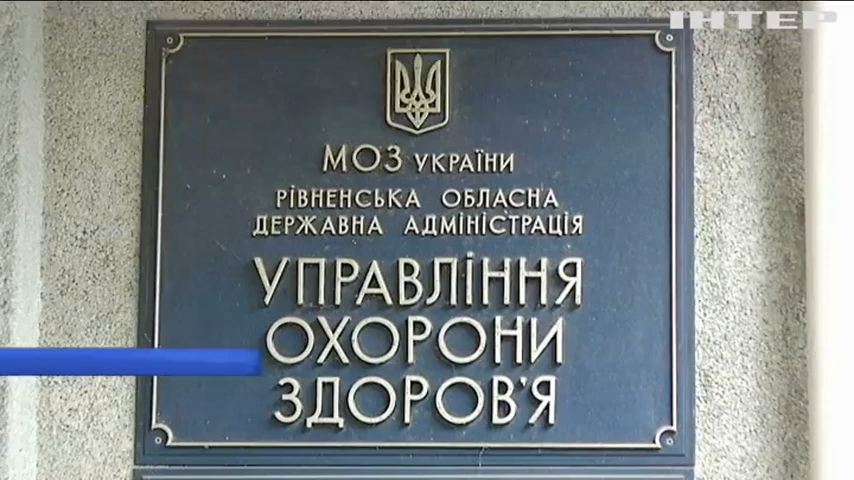 ІНТЕР
МОЗ УКРАЇНИ
РІВНЕНСЬКА ОБЛАСНА
ДЕРЖАВНА АДМІНІСТРАЦІЯ
УПРАВЛІННЯ
ОХОРОНИ
ЗДОРОВ'Я